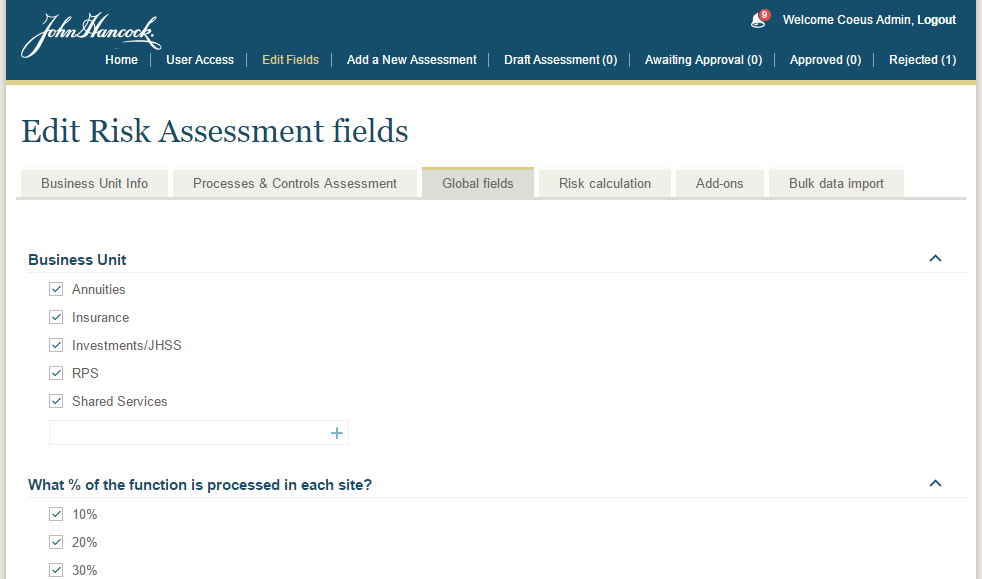 John Hancock.
9
Welcome Coeus Admin, Logout
Home User Access Edit Fields Add a New Assessment Draft Assessment (0) Awaiting Approval (0) Approved (0) Rejected (1)
Edit Risk Assessment fields
Business Unit Info Processes & Controls Assessment Global fields Risk calculation Add-ons Bulk data import
Business Unit
Annuities
Insurance
Investments/JHSS
RPS
Shared Services
+
What % of the function is processed in each site?
10%
20%
30%